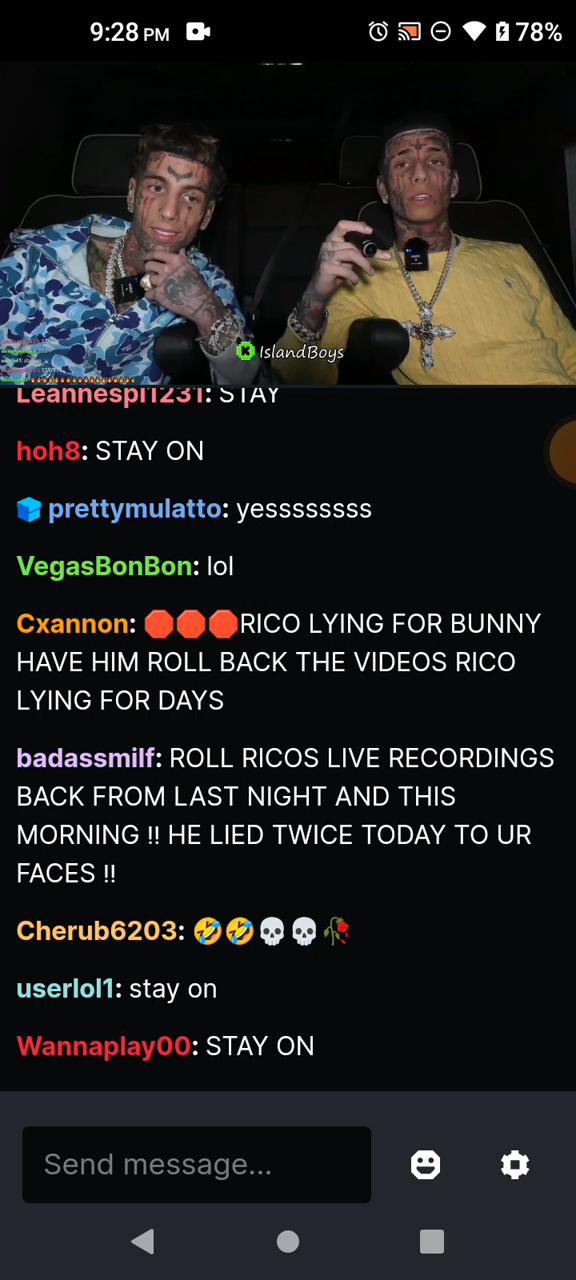 9:28 PM
78%
K IslandBoys
Leannespi1231: STAY
hoh8: STAY ON
prettymulatto: yessssssss
VegasBonBon: lol
Cxannon: 🛑🛑🛑RICO LYING FOR BUNNY
HAVE HIM ROLL BACK THE VIDEOS RICO
LYING FOR DAYS
badassmilf: ROLL RICOS LIVE RECORDINGS
BACK FROM LAST NIGHT AND THIS
MORNING !! HE LIED TWICE TODAY TO UR
FACES !!
Cherub6203: 🤣🤣💀💀🥀
userlol1: stay on
Wannaplay00: STAY ON
Send message...